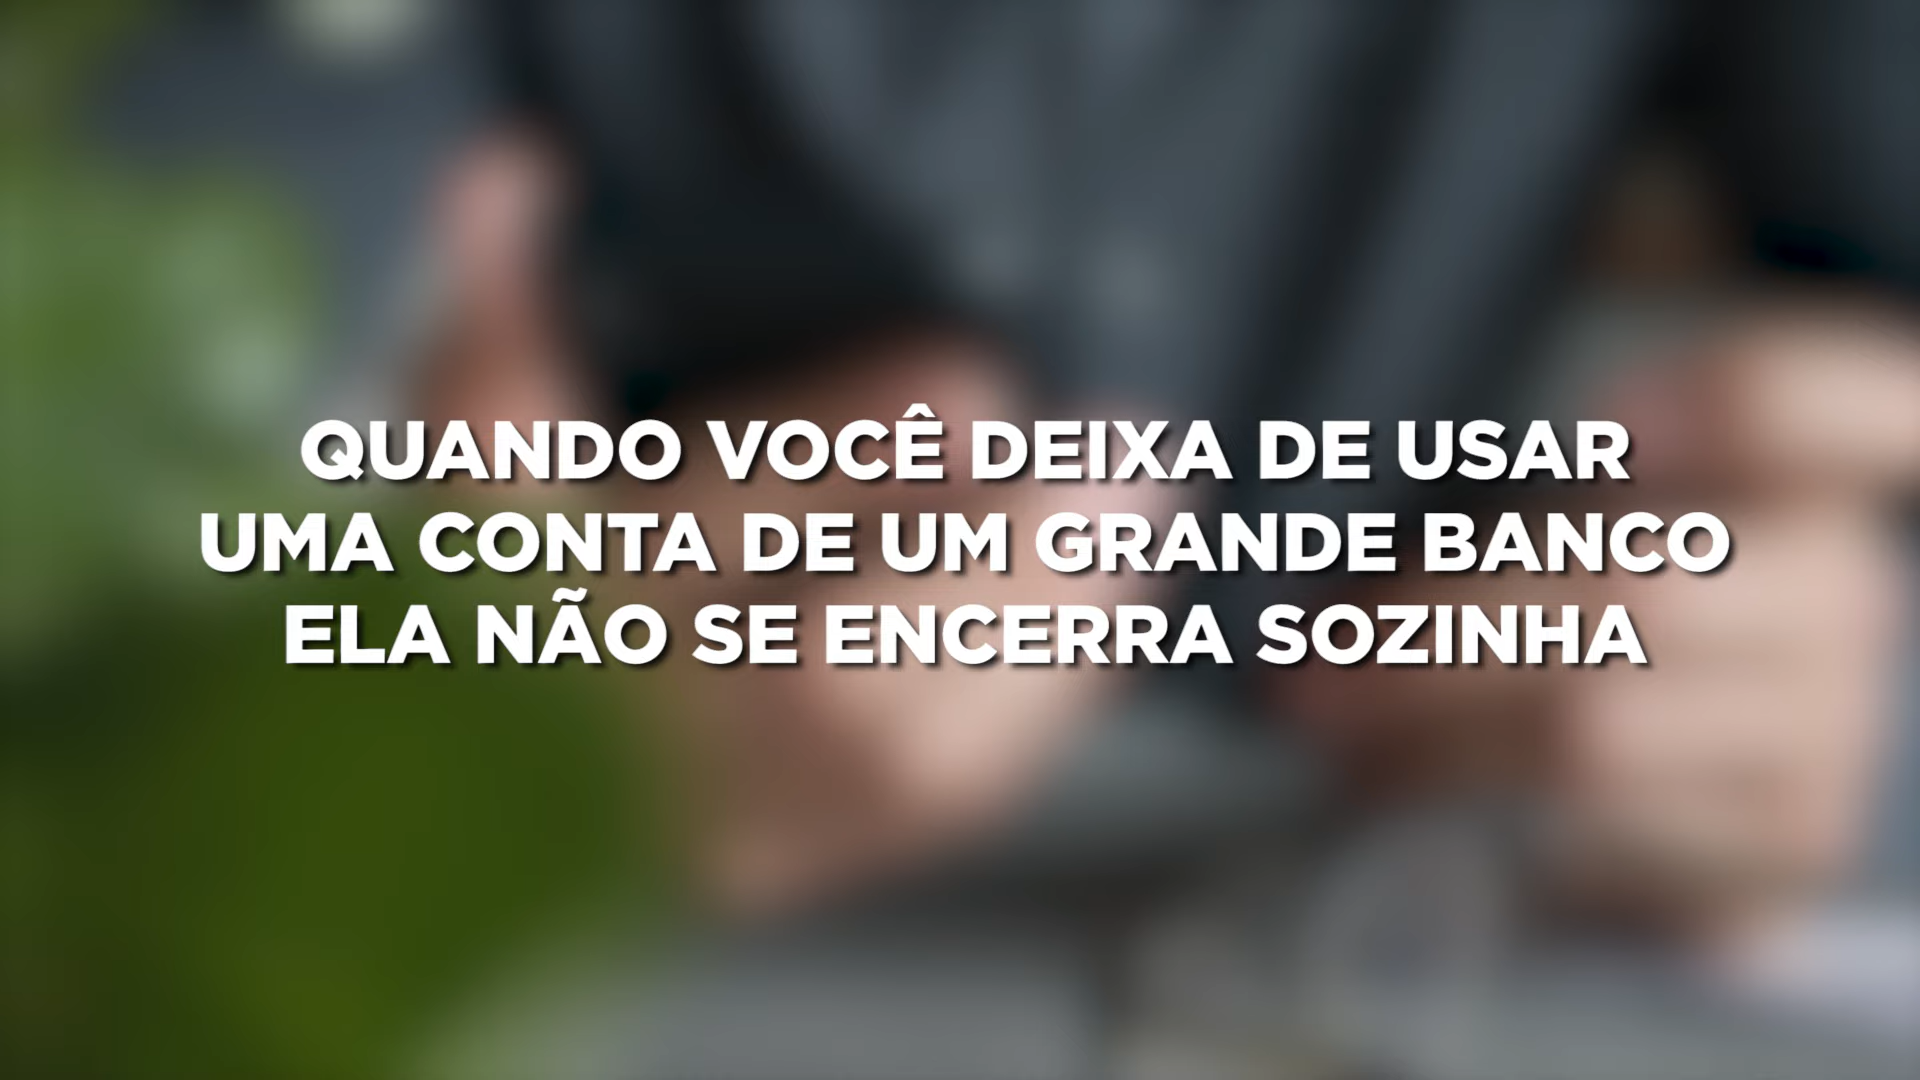 QUANDO VOCÊ DEIXA DE USAR
UMA CONTA DE UM GRANDE BANCO
ELA NÃO SE ENCERRA SOZINHA